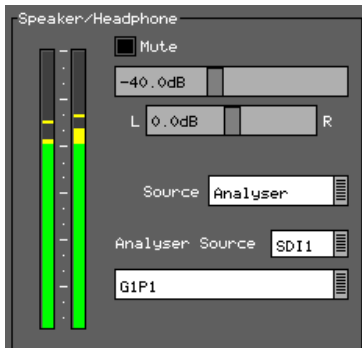 Speaker/Headphone
Mute
-40.0dB
L 0.0dB R
Source Analyser
Analyser Source SDI1
G1P1